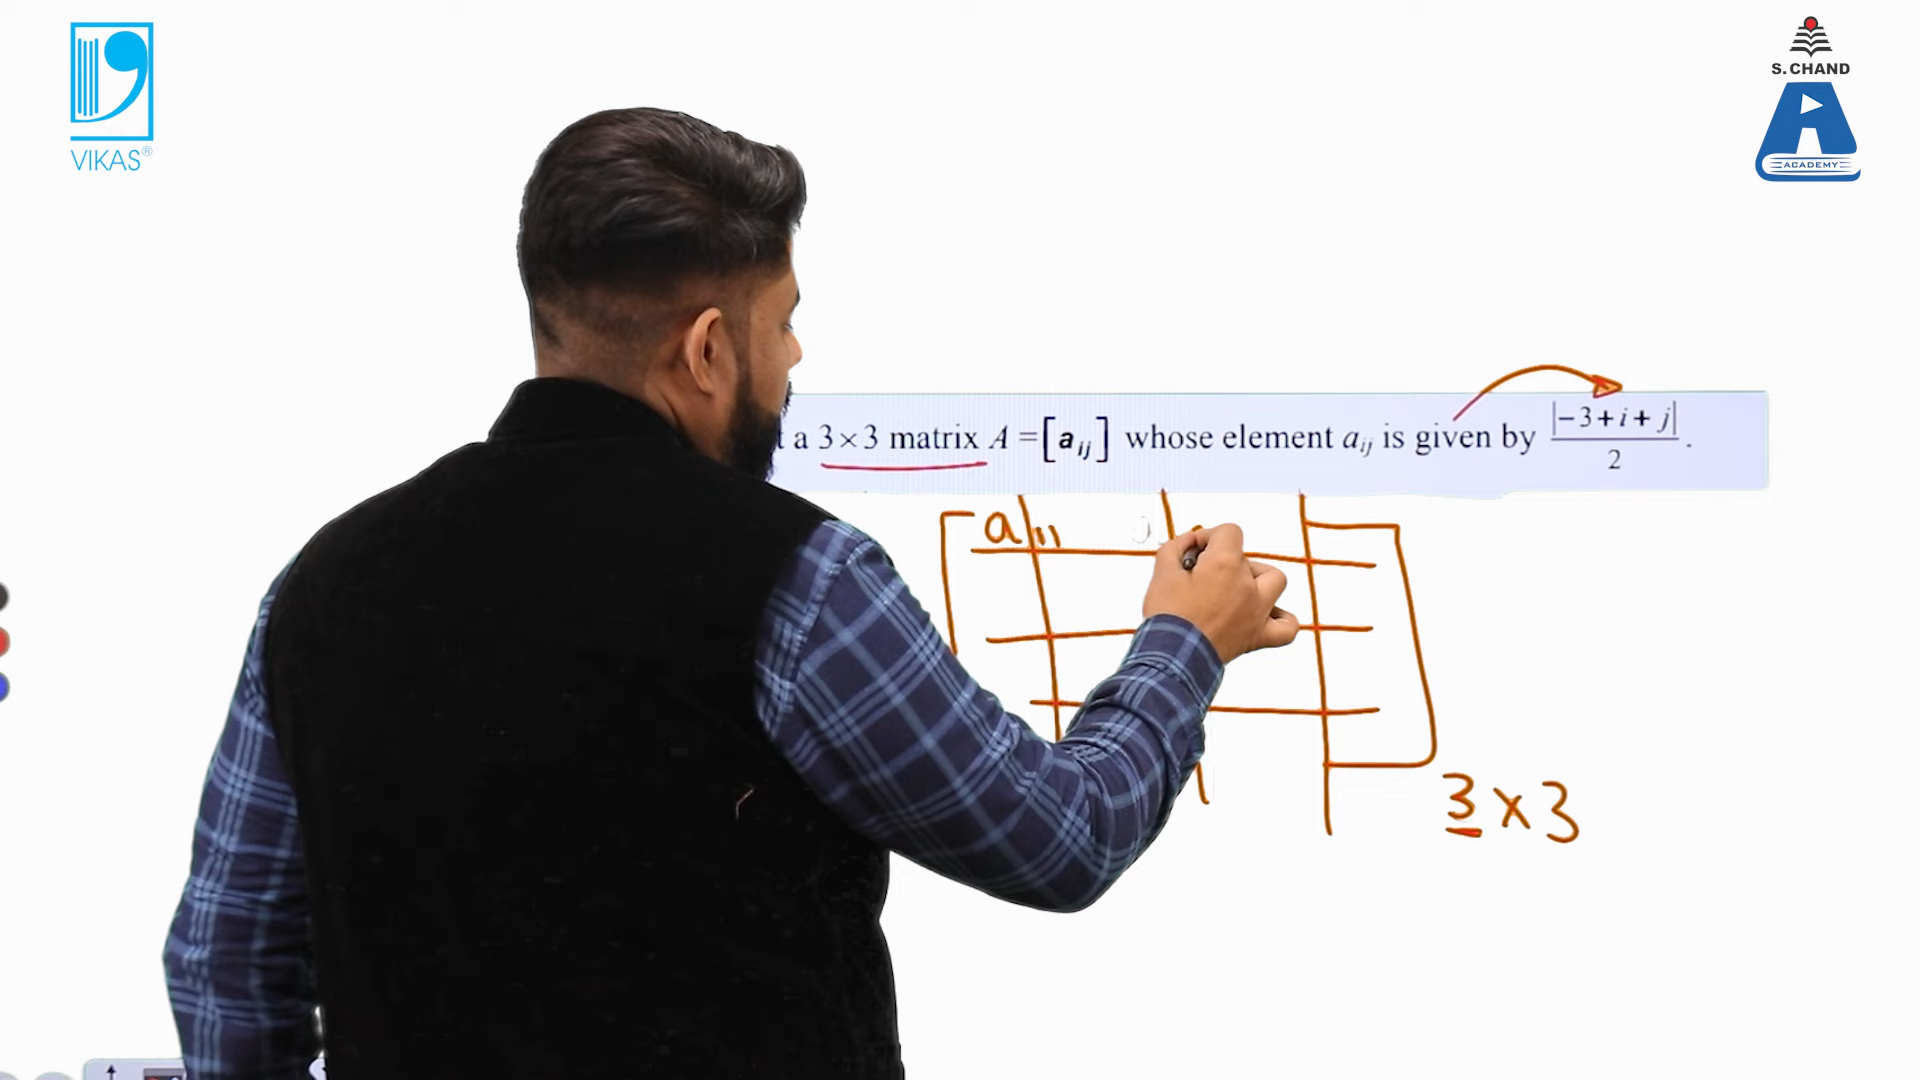 VIKAS®
S. CHAND
ACADEMY
a 3×3 matrix A = [aij] whose element aij is given by |−3+i+j| / 2 .
a11
3×3